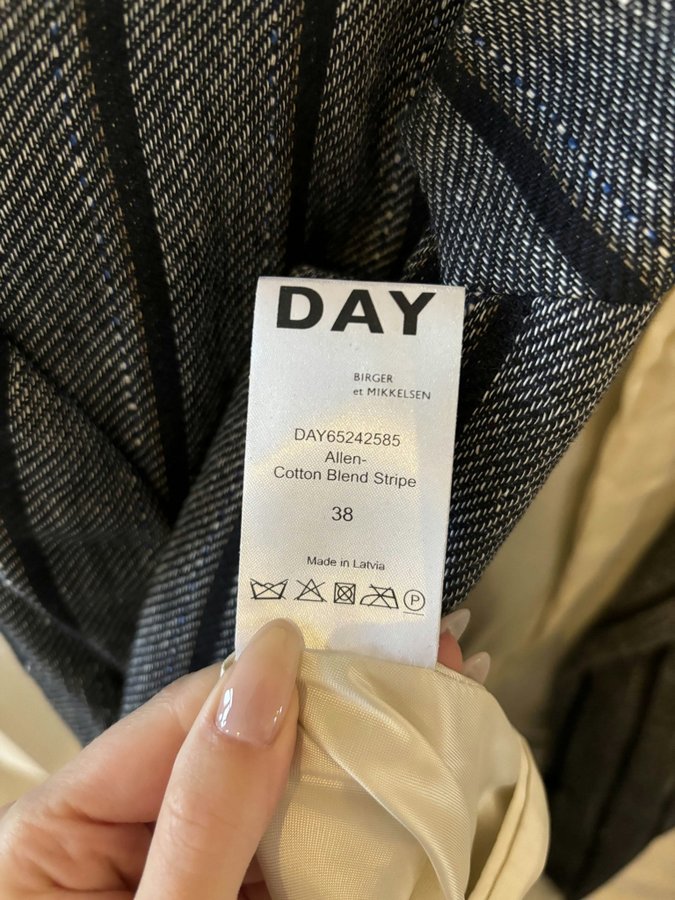 DAY
BIRGER
et MIKKELSEN
DAY65242585
Allen-
Cotton Blend Stripe
38
Made in Latvia
P